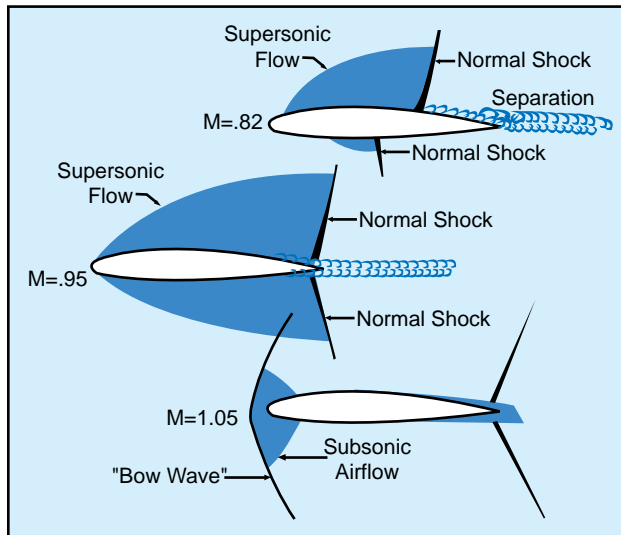 Supersonic
Flow
Normal Shock
Separation
M=.82
Normal Shock
Supersonic
Flow
Normal Shock
M=.95
Normal Shock
M=1.05
Subsonic
Airflow
"Bow Wave"